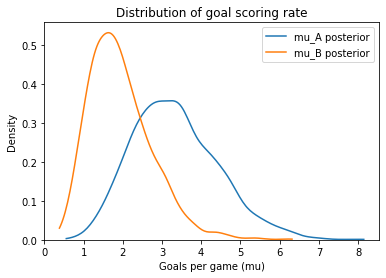 Distribution of goal scoring rate
mu_A posterior
mu_B posterior
Density
0.5
0.4
0.3
0.2
0.1
0.0
0 1 2 3 4 5 6 7 8
Goals per game (mu)